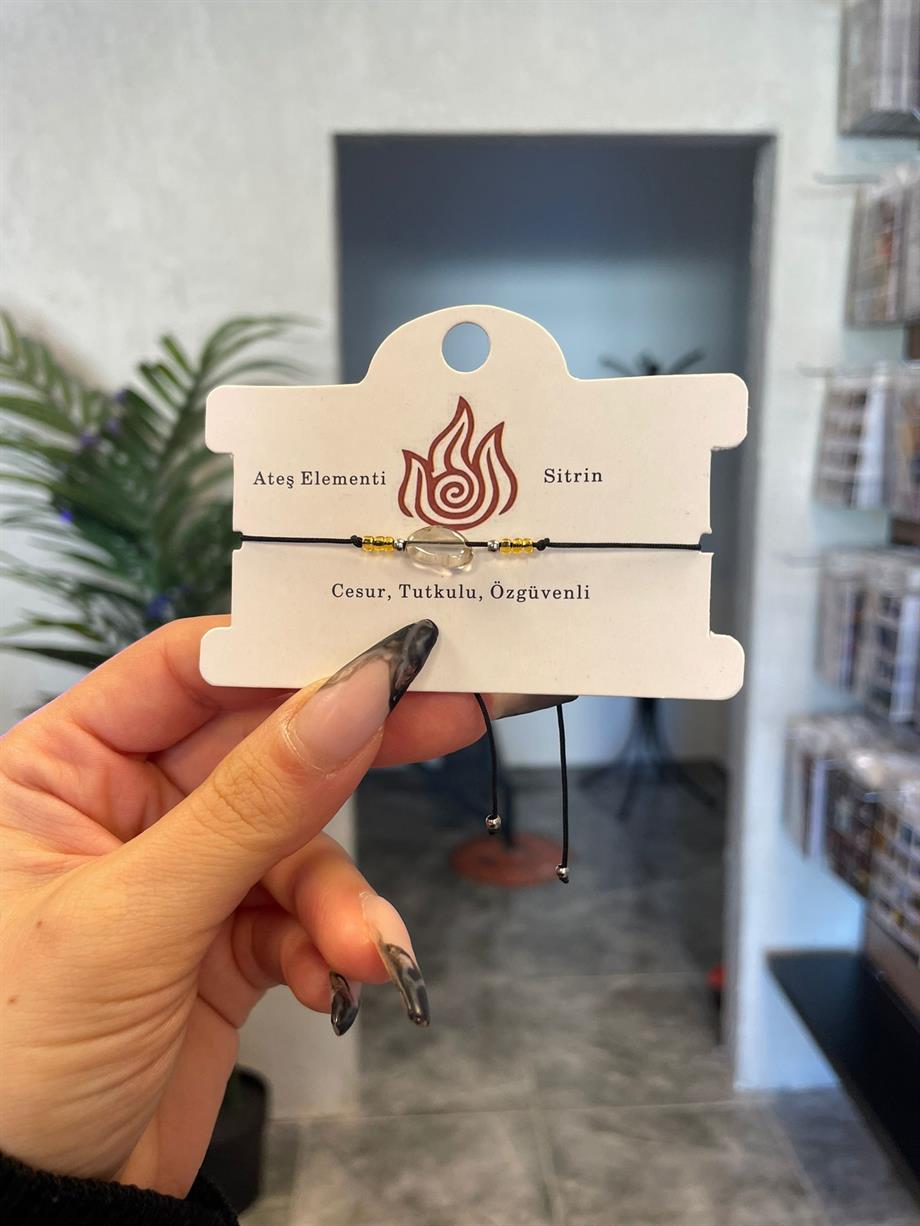 Ateş Elementi
Sitrin
Cesur, Tutkulu, Özgüvenli